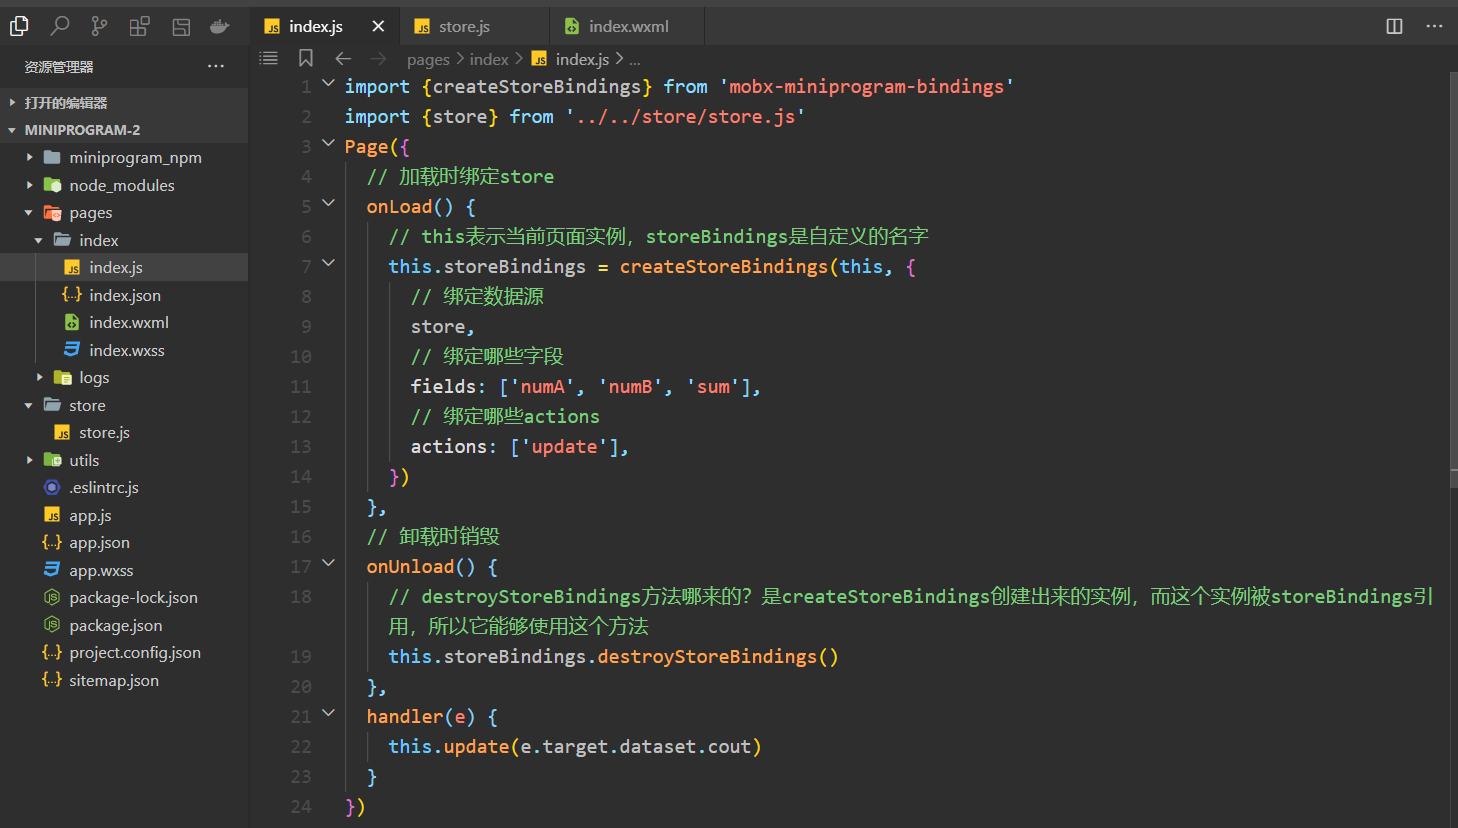 index.js
store.js
index.wxml
资源管理器
pages
index
index.js
...
打开的编辑器
MINIPROGRAM-2
miniprogram_npm
node_modules
pages
index
index.js
index.json
index.wxml
index.wxss
logs
store
store.js
utils
.eslintrc.js
app.js
app.json
app.wxss
package-lock.json
package.json
project.config.json
sitemap.json
1 import {createStoreBindings} from 'mobx-miniprogram-bindings'
2 import {store} from '../../store/store.js'
3 Page({
4 // 加载时绑定store
5 onLoad() {
6 // this表示当前页面实例，storeBindings是自定义的名字
7 this.storeBindings = createStoreBindings(this, {
8 // 绑定数据源
9 store,
10 // 绑定哪些字段
11 fields: ['numA', 'numB', 'sum'],
12 // 绑定哪些actions
13 actions: ['update'],
14 })
15 },
16 // 卸载时销毁
17 onUnload() {
18 // destroyStoreBindings方法哪来的？是createStoreBindings创建出来的实例，而这个实例被storeBindings引
用，所以它能够使用这个方法
19 this.storeBindings.destroyStoreBindings()
20 },
21 handler(e) {
22 this.update(e.target.dataset.cout)
23 }
24 })